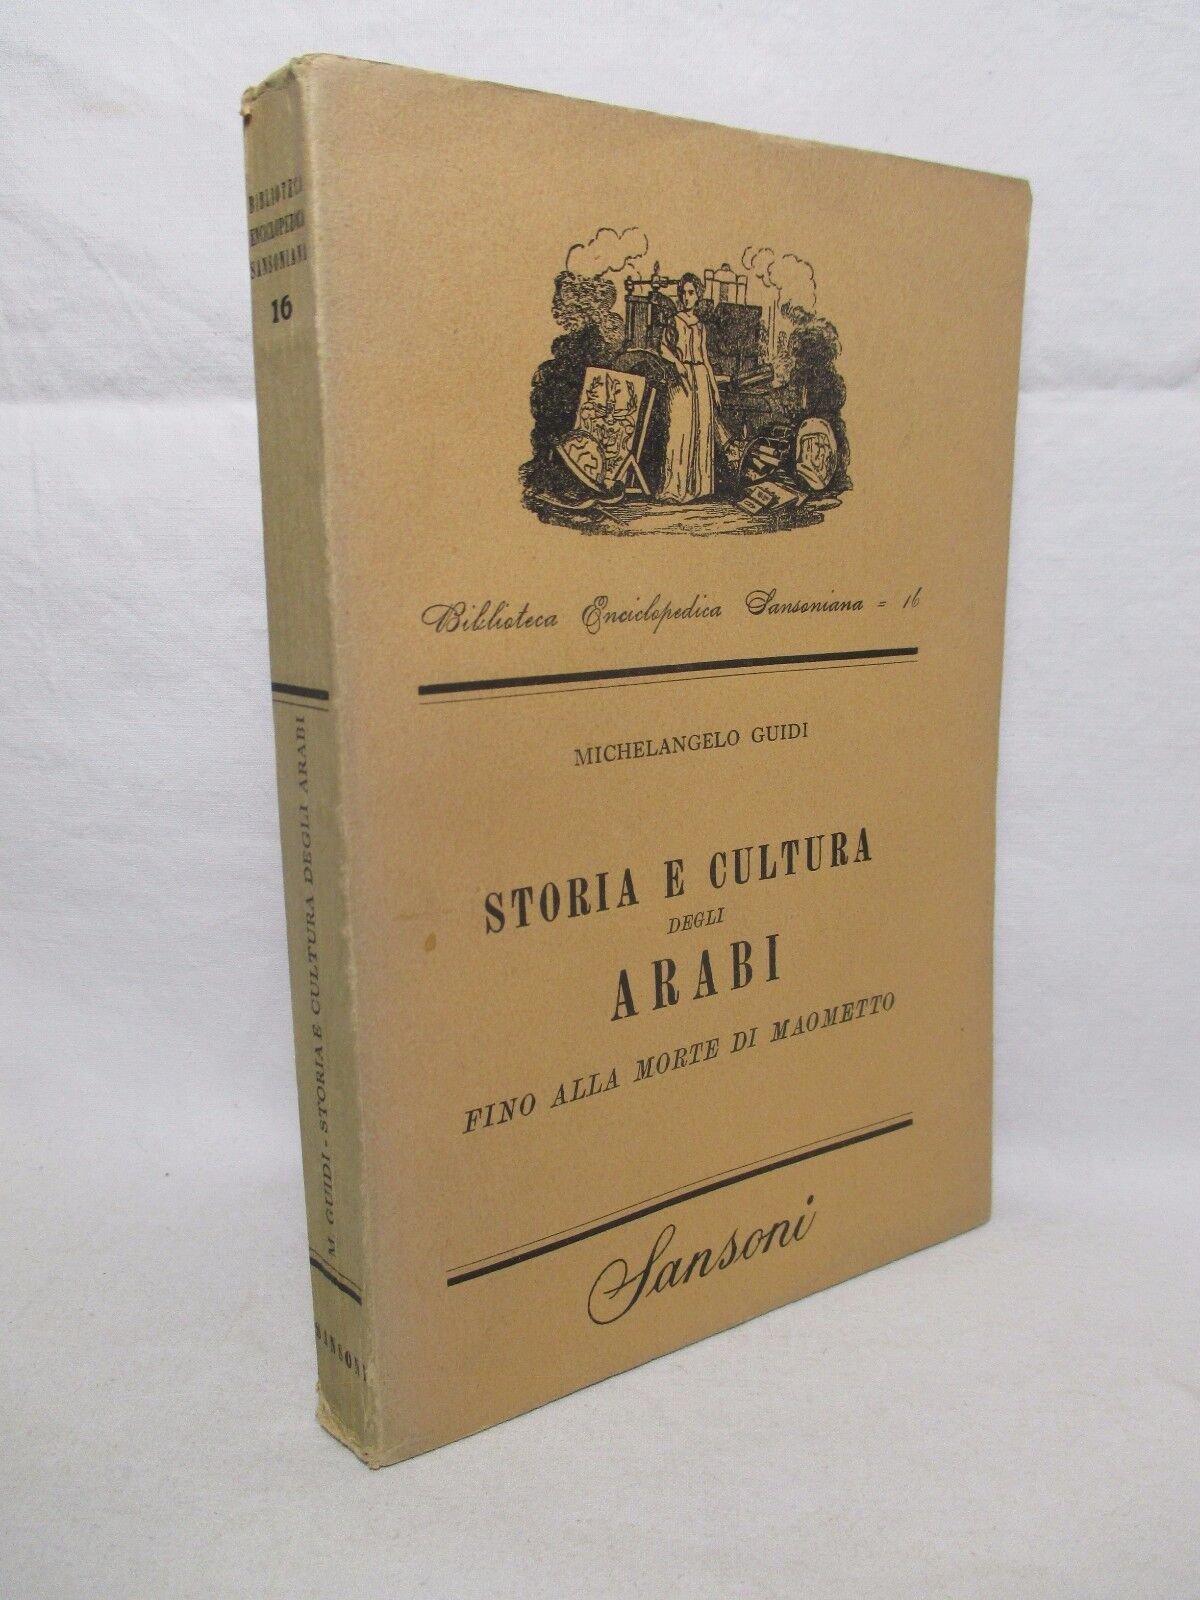 BIBLIOTECA
ENCICLOPEDICA
SANSONIANA
16
M. GUIDI - STORIA E CULTURA DEGLI ARABI
SANSONI
Biblioteca Enciclopedica Sansoniana = 16
MICHELANGELO GUIDI
STORIA E CULTURA
DEGLI
ARABI
FINO ALLA MORTE DI MAOMETTO
Sansoni